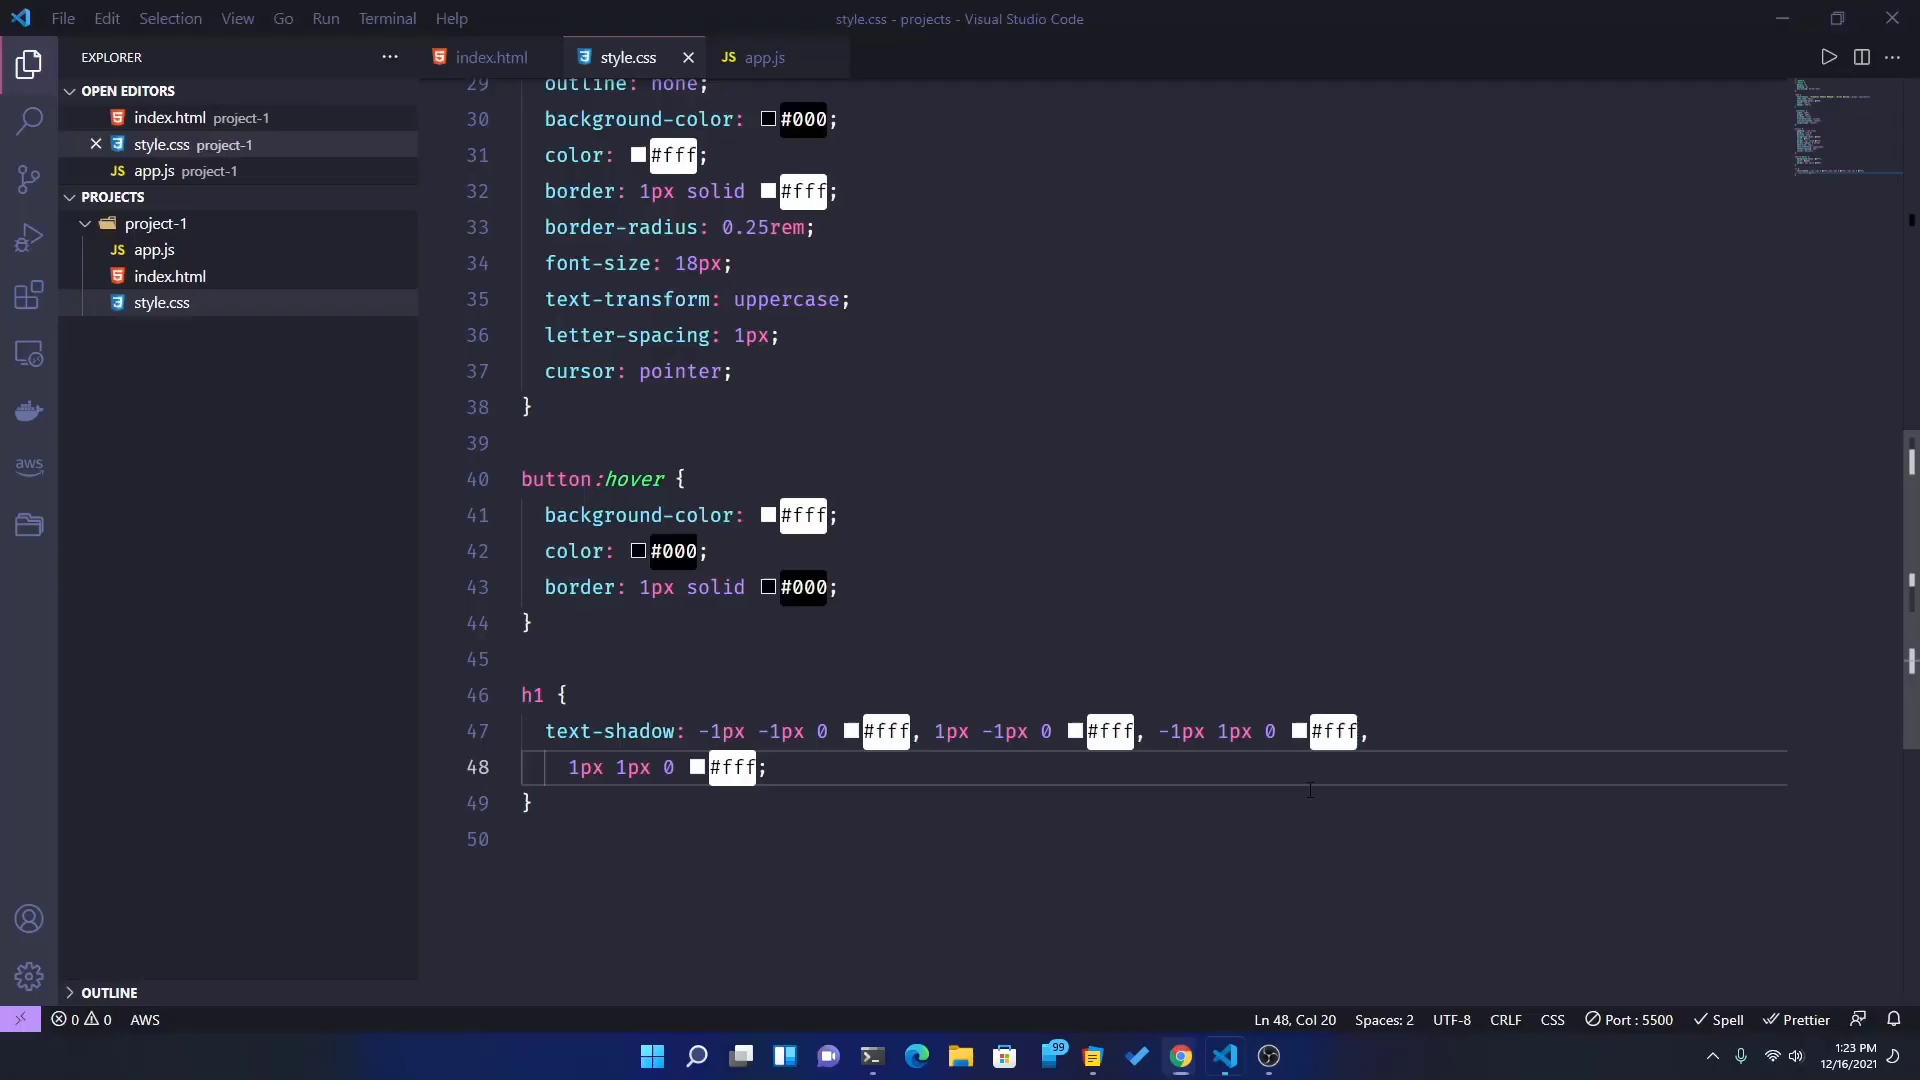 File Edit Selection View Go Run Terminal Help
style.css - projects - Visual Studio Code
EXPLORER
OPEN EDITORS
index.html project-1
style.css project-1
JS app.js project-1
PROJECTS
project-1
JS app.js
index.html
style.css
OUTLINE
aws
index.html
style.css
JS app.js
29 outline: none;
30 background-color: #000;
31 color: #fff;
32 border: 1px solid #fff;
33 border-radius: 0.25rem;
34 font-size: 18px;
35 text-transform: uppercase;
36 letter-spacing: 1px;
37 cursor: pointer;
38 }
39
40 button:hover {
41 background-color: #fff;
42 color: #000;
43 border: 1px solid #000;
44 }
45
46 h1 {
47 text-shadow: -1px -1px 0 #fff, 1px -1px 0 #fff, -1px 1px 0 #fff,
48 1px 1px 0 #fff;
49 }
50
0 0 AWS
Ln 48, Col 20 Spaces: 2 UTF-8 CRLF CSS Port : 5500 Spell Prettier
99
1:23 PM
12/16/2021